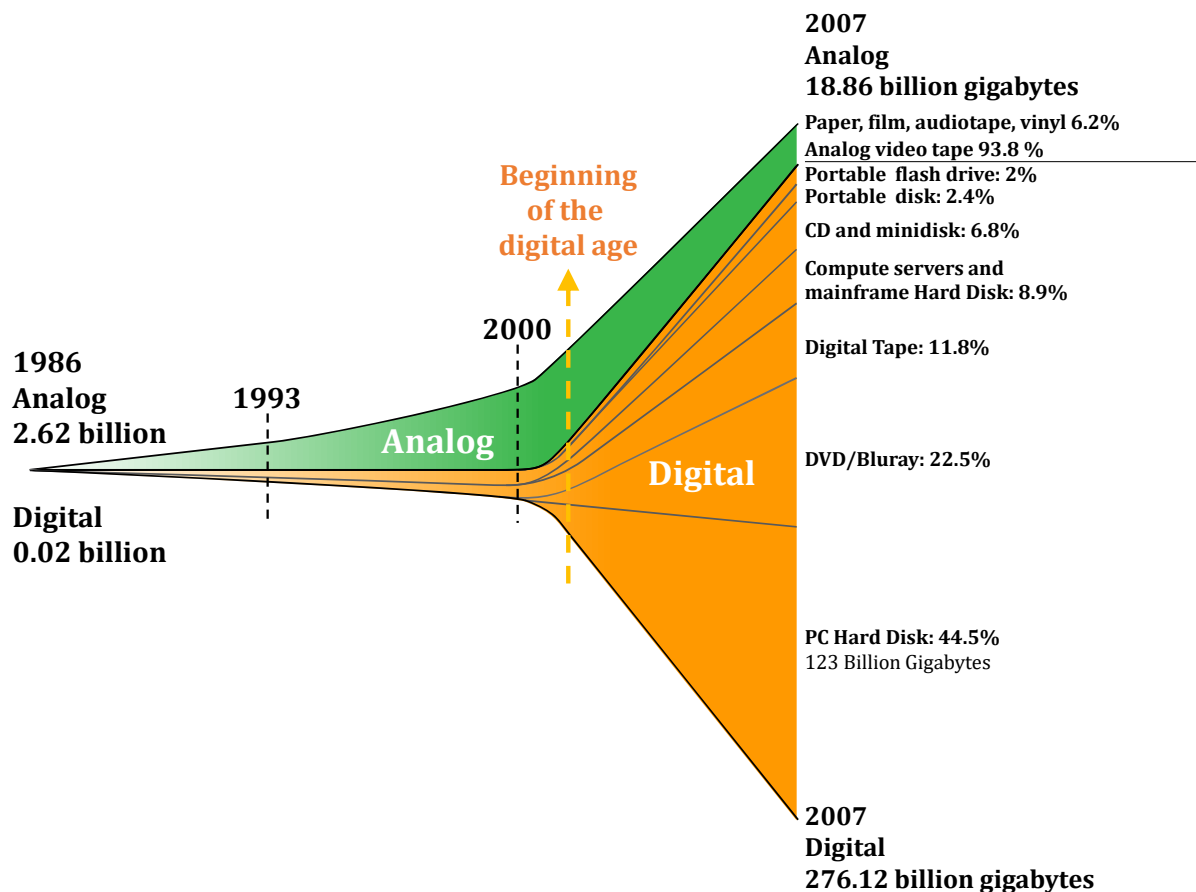 2007
Analog
18.86 billion gigabytes
Paper, film, audiotape, vinyl 6.2%
Analog video tape 93.8 %
Portable flash drive: 2%
Portable disk: 2.4%
CD and minidisk: 6.8%
Compute servers and
mainframe Hard Disk: 8.9%
Digital Tape: 11.8%
DVD/Bluray: 22.5%
PC Hard Disk: 44.5%
123 Billion Gigabytes
2007
Digital
276.12 billion gigabytes
Beginning
of the
digital age
2000
1993
1986
Analog
2.62 billion
Digital
0.02 billion
Analog
Digital